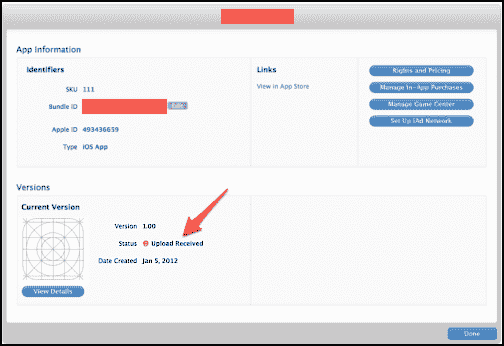 App Information
Identifiers
SKU 111
Bundle ID Edit
Apple ID 493436659
Type iOS App
Links
View in App Store
Rights and Pricing
Manage In-App Purchases
Manage Game Center
Set Up iAd Network
Versions
Current Version
Version 1.00
Status Upload Received
Date Created Jan 5, 2012
View Details
Done